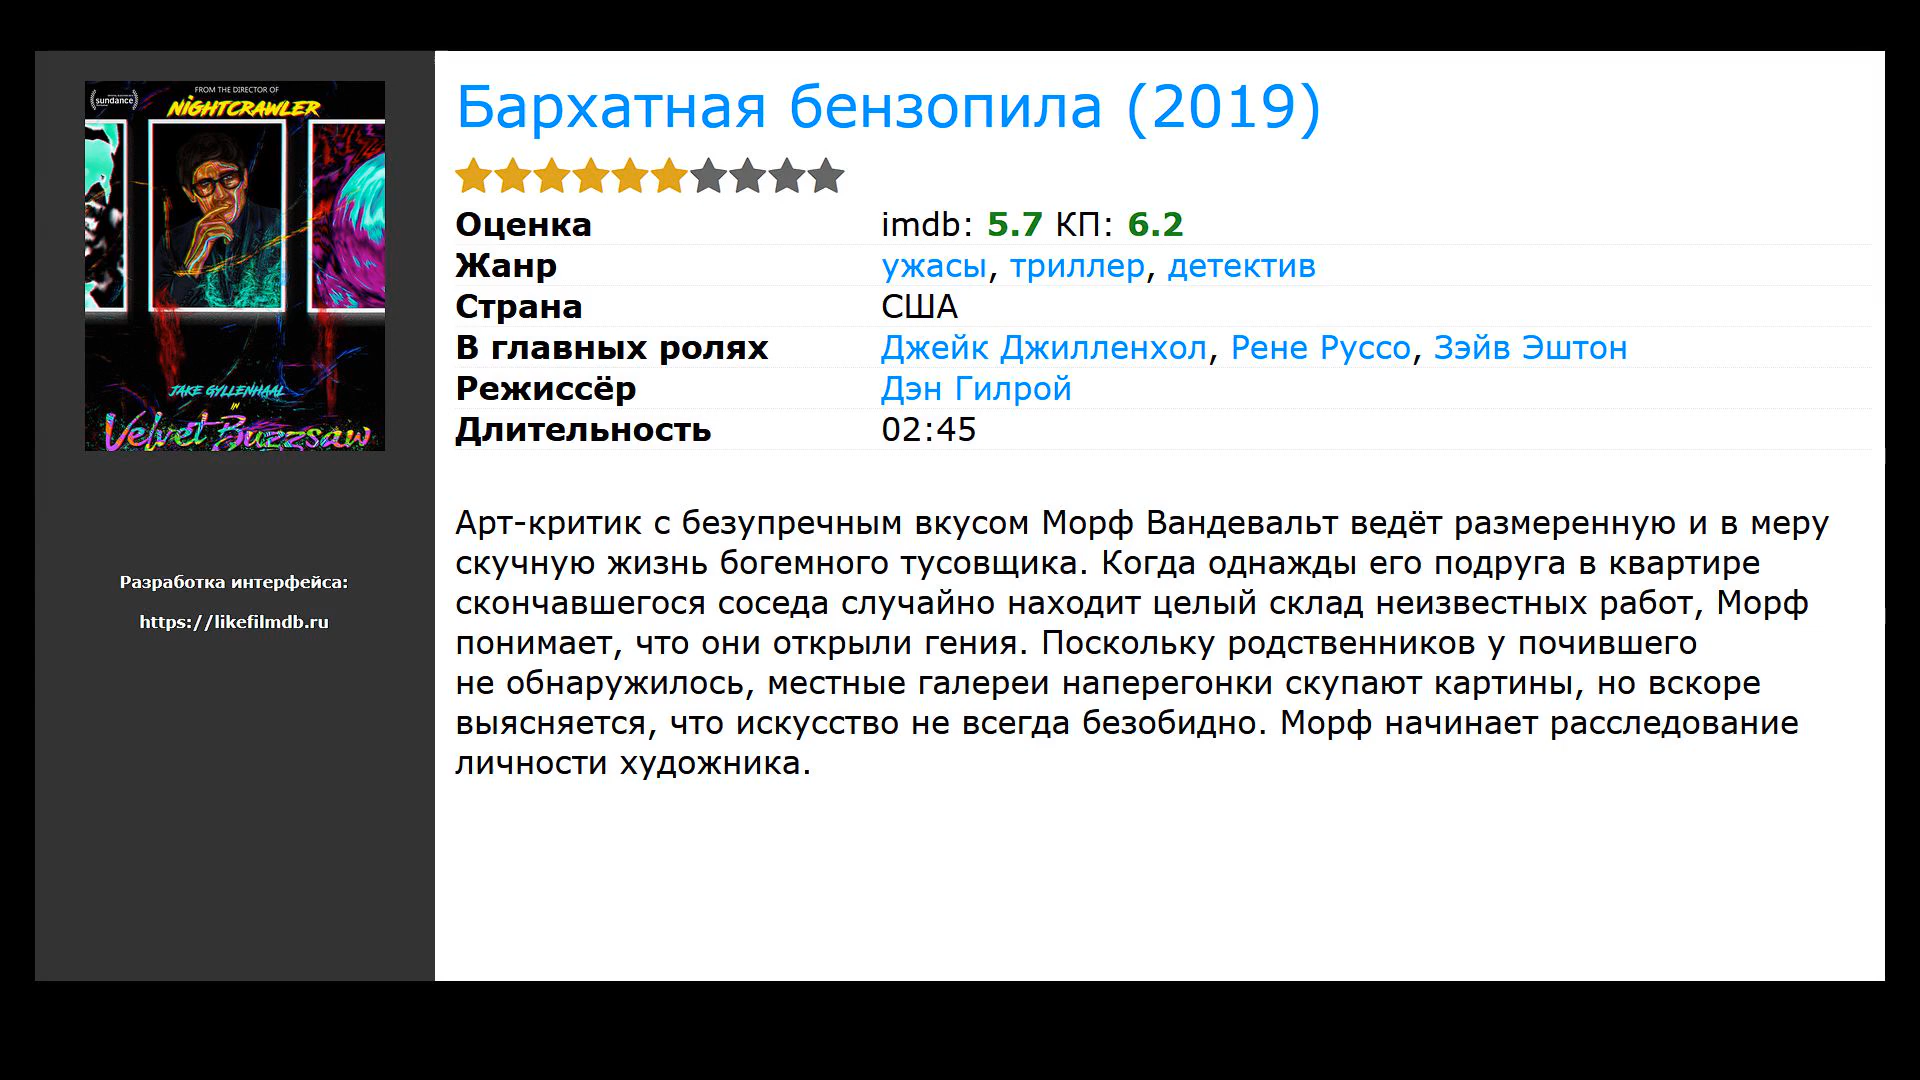 sundance
FROM THE DIRECTOR OF
NIGHTCRAWLER
JAKE GYLLENHAAL
IN
Velvet Buzzsaw
Разработка интерфейса:
https://likefilmdb.ru
Бархатная бензопила (2019)
Оценка imdb: 5.7 КП: 6.2
Жанр ужасы, триллер, детектив
Страна США
В главных ролях Джейк Джилленхол, Рене Руссо, Зэйв Эштон
Режиссёр Дэн Гилрой
Длительность 02:45
Арт-критик с безупречным вкусом Морф Вандевальт ведёт размеренную и в меру
скучную жизнь богемного тусовщика. Когда однажды его подруга в квартире
скончавшегося соседа случайно находит целый склад неизвестных работ, Морф
понимает, что они открыли гения. Поскольку родственников у почившего
не обнаружилось, местные галереи наперегонки скупают картины, но вскоре
выясняется, что искусство не всегда безобидно. Морф начинает расследование
личности художника.